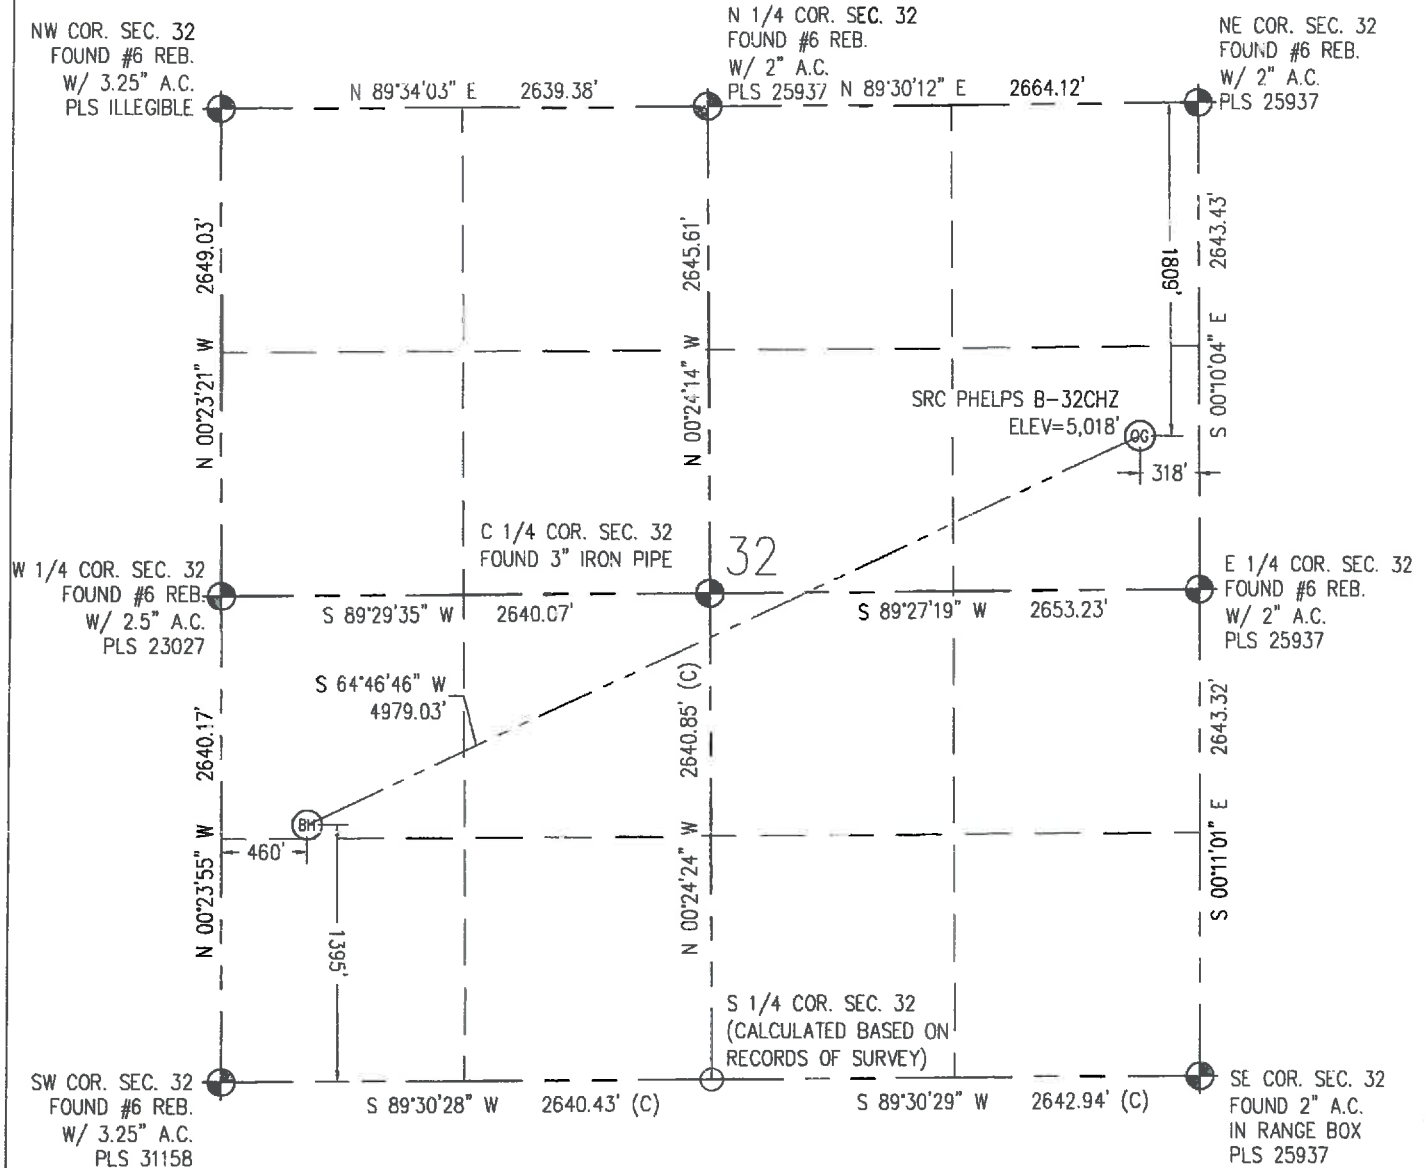 NW COR. SEC. 32
FOUND #6 REB.
W/ 3.25" A.C.
PLS ILLEGIBLE
N 1/4 COR. SEC. 32
FOUND #6 REB.
W/ 2" A.C.
PLS 25937
NE COR. SEC. 32
FOUND #6 REB.
W/ 2" A.C.
PLS 25937
N 89°34'03" E 2639.38'
N 89°30'12" E 2664.12'
N 00°23'21" W 2649.03'
N 00°24'14" W 2645.61'
1809'
S 00°10'04" E 2643.43'
SRC PHELPS B-32CHZ
ELEV=5,018'
OG
318'
C 1/4 COR. SEC. 32
FOUND 3" IRON PIPE
32
W 1/4 COR. SEC. 32
FOUND #6 REB.
W/ 2.5" A.C.
PLS 23027
E 1/4 COR. SEC. 32
FOUND #6 REB.
W/ 2" A.C.
PLS 25937
S 89°29'35" W 2640.07'
S 89°27'19" W 2653.23'
S 64°46'46" W
4979.03'
N 00°23'55" W 2640.17'
N 00°24'24" W 2640.85' (C)
S 00°11'01" E 2643.32'
BH
460'
1395'
S 1/4 COR. SEC. 32
(CALCULATED BASED ON
RECORDS OF SURVEY)
SW COR. SEC. 32
FOUND #6 REB.
W/ 3.25" A.C.
PLS 31158
S 89°30'28" W 2640.43' (C)
S 89°30'29" W 2642.94' (C)
SE COR. SEC. 32
FOUND 2" A.C.
IN RANGE BOX
PLS 25937